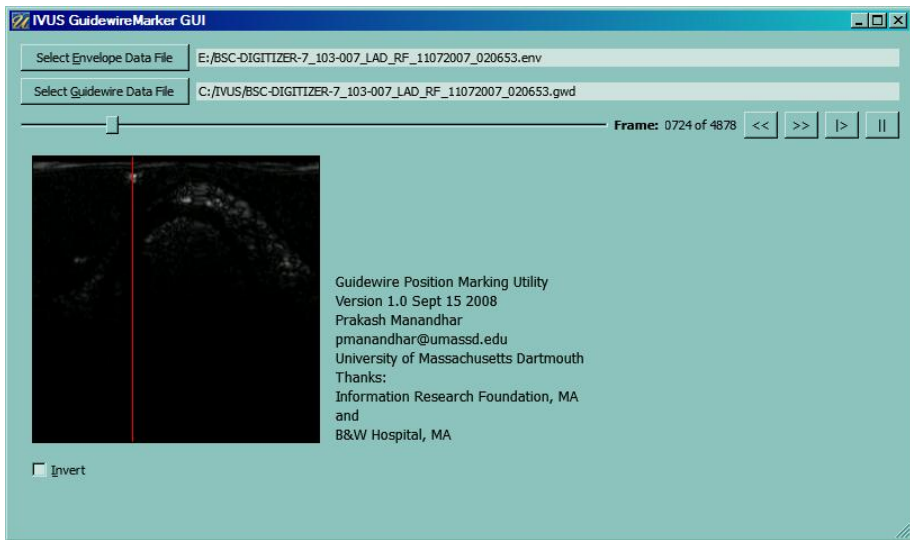 IVUS GuidewireMarker GUI
Select Envelope Data File E:/BSC-DIGITIZER-7_103-007_LAD_RF_11072007_020653.env
Select Guidewire Data File C:/IVUS/BSC-DIGITIZER-7_103-007_LAD_RF_11072007_020653.gwd
Frame: 0724 of 4878 << >> |> ||
Guidewire Position Marking Utility
Version 1.0 Sept 15 2008
Prakash Manandhar
pmanandhar@umassd.edu
University of Massachusetts Dartmouth
Thanks:
Information Research Foundation, MA
and
B&W Hospital, MA
Invert